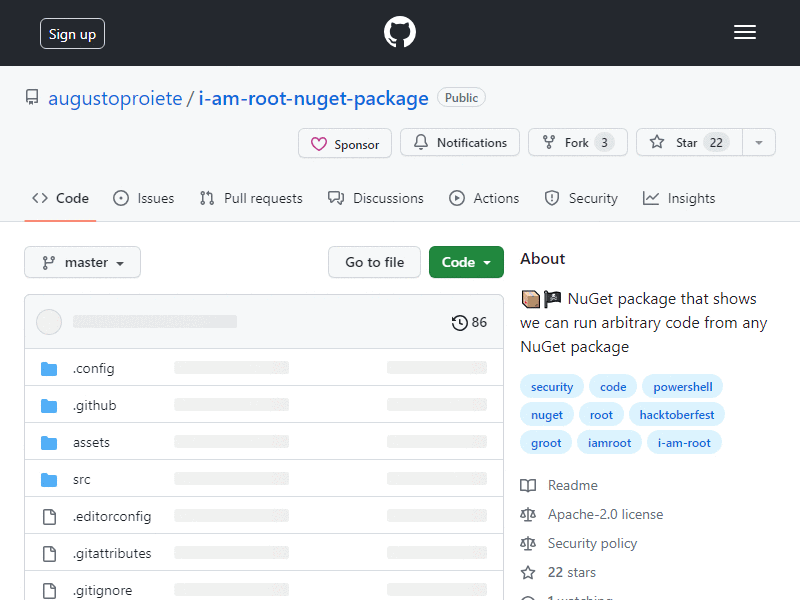 Sign up
augustoproiete / i-am-root-nuget-package Public
Sponsor Notifications Fork 3 Star 22
Code Issues Pull requests Discussions Actions Security Insights
master Go to file Code
86
.config
.github
assets
src
.editorconfig
.gitattributes
.gitignore
About
NuGet package that shows
we can run arbitrary code from any
NuGet package
security code powershell
nuget root hacktoberfest
groot iamroot i-am-root
Readme
Apache-2.0 license
Security policy
22 stars
1 watching